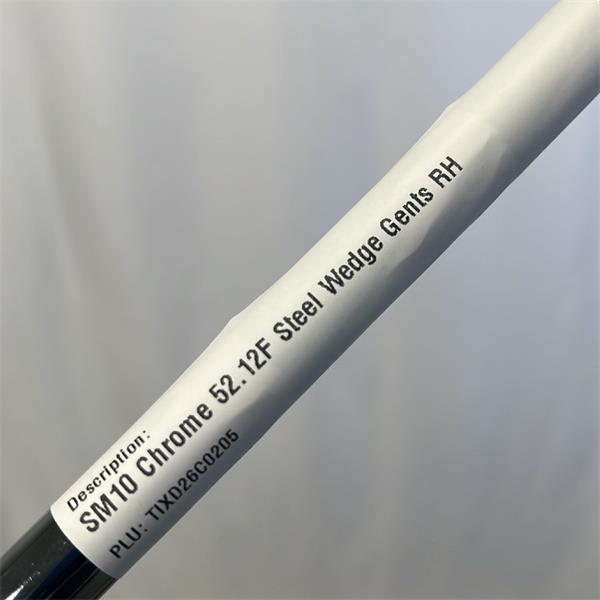 Description:
SM10 Chrome 52.12F Steel Wedge Gents RH
PLU: TIXD26C0205